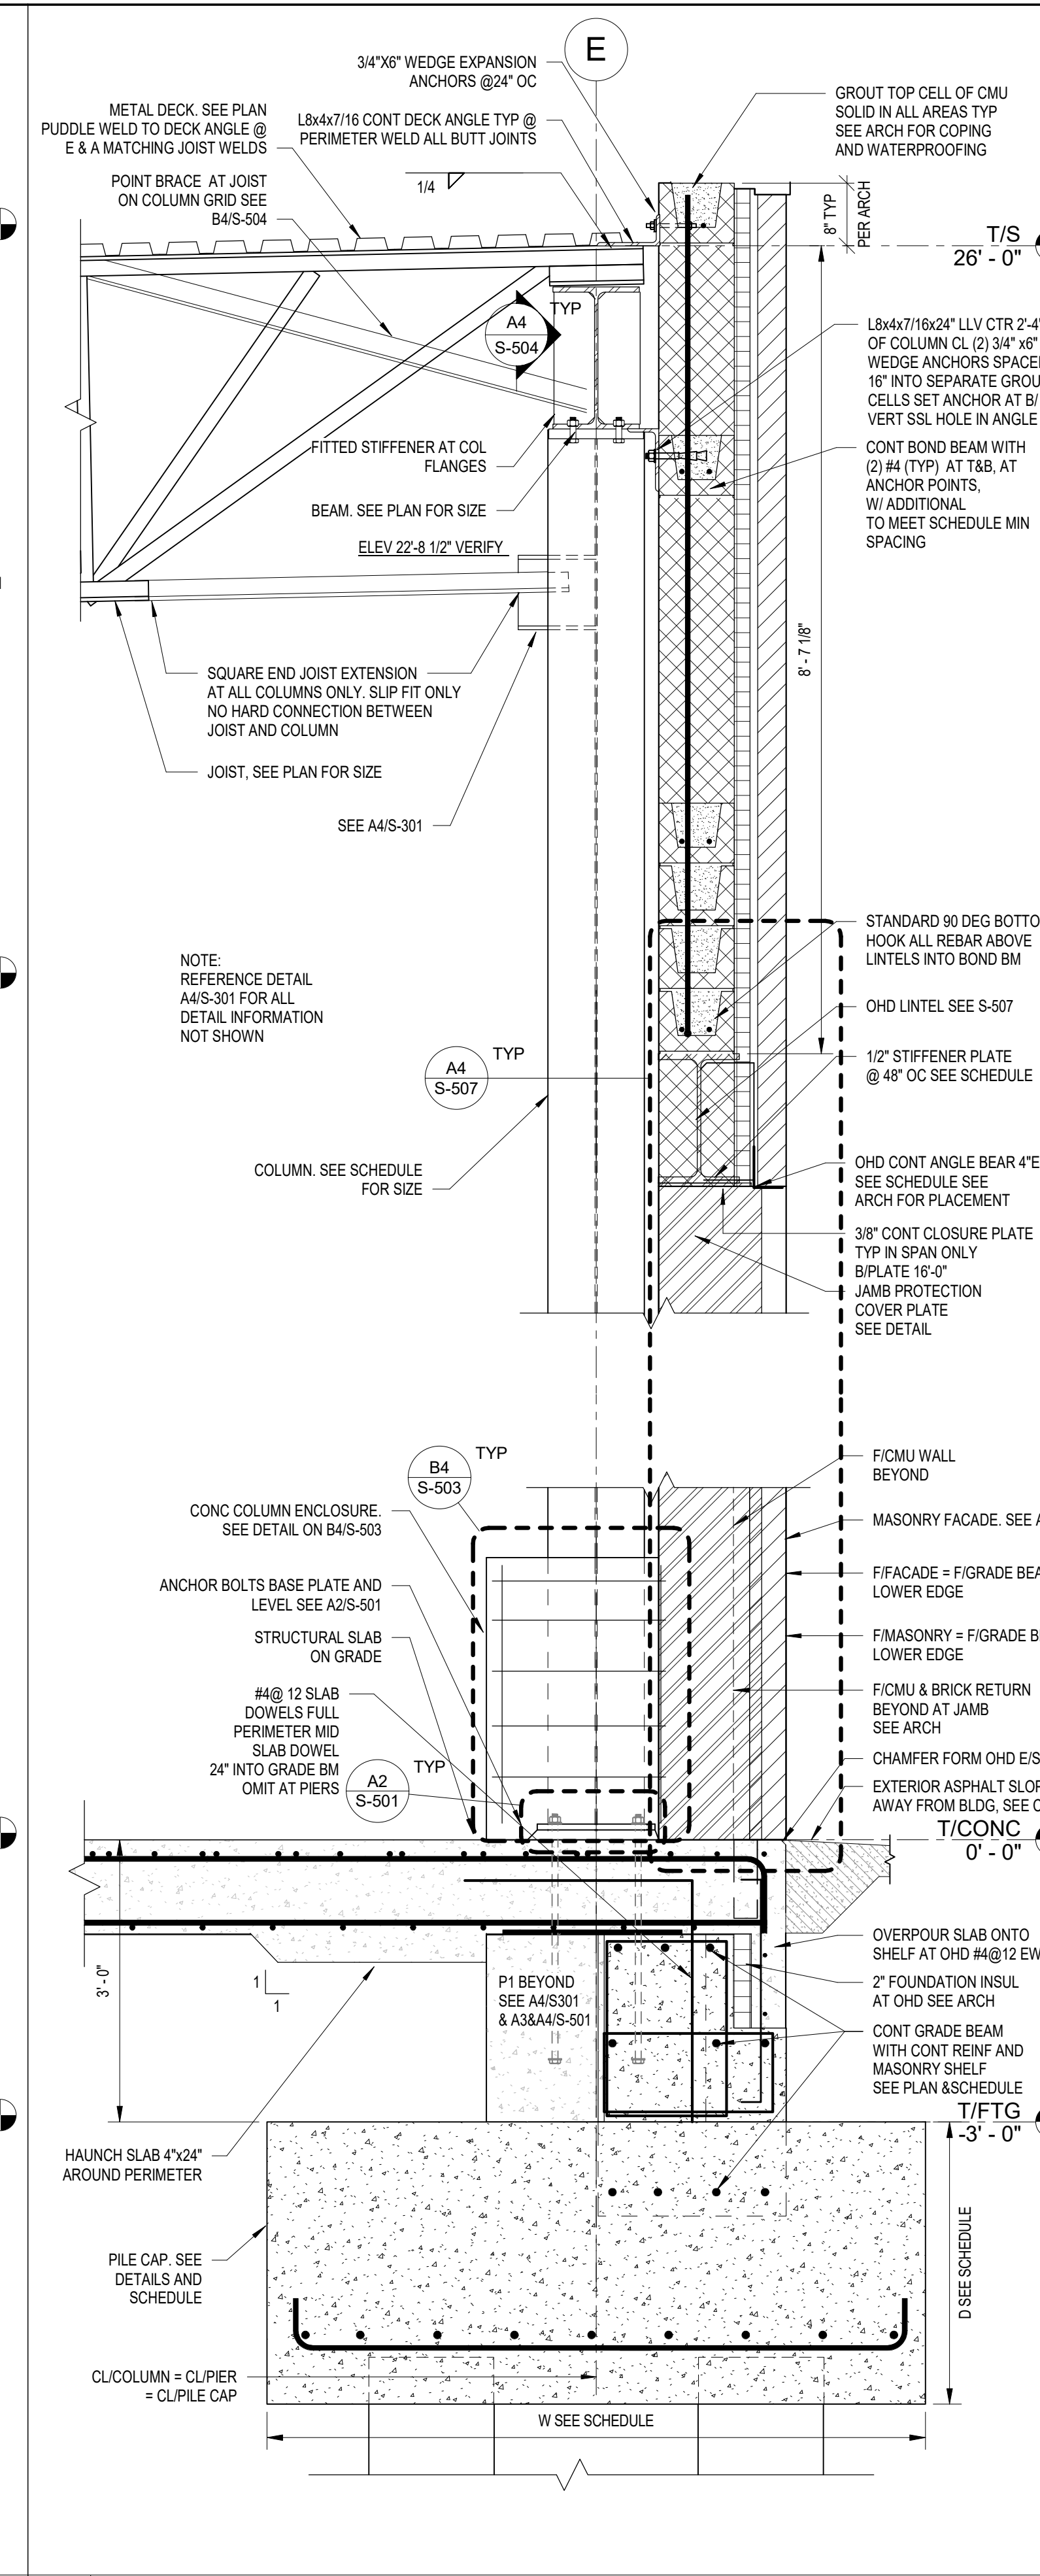 E
3/4"X6" WEDGE EXPANSION
ANCHORS @24" OC
METAL DECK. SEE PLAN
PUDDLE WELD TO DECK ANGLE @
E & A MATCHING JOIST WELDS
L8x4x7/16 CONT DECK ANGLE TYP @
PERIMETER WELD ALL BUTT JOINTS
GROUT TOP CELL OF CMU
SOLID IN ALL AREAS TYP
SEE ARCH FOR COPING
AND WATERPROOFING
1/4
POINT BRACE AT JOIST
ON COLUMN GRID SEE
B4/S-504
8" TYP
PER ARCH
T/S
26' - 0"
TYP
A4
S-504
L8x4x7/16x24" LLV CTR 2'-4"
OF COLUMN CL (2) 3/4" x6"
WEDGE ANCHORS
16" INTO SEPARATE
CELLS SET ANCHOR AT B/
VERT SSL HOLE IN ANGLE
FITTED STIFFENER AT COL
FLANGES
CONT BOND BEAM WITH
(2) #4 (TYP) AT T&B, AT
ANCHOR POINTS,
W/ ADDITIONAL
TO MEET SCHEDULE MIN
SPACING
BEAM. SEE PLAN FOR SIZE
ELEV 22'-8 1/2" VERIFY
8' - 7 1/8"
SQUARE END JOIST EXTENSION
AT ALL COLUMNS ONLY. SLIP FIT ONLY
NO HARD CONNECTION BETWEEN
JOIST AND COLUMN
JOIST, SEE PLAN FOR SIZE
SEE A4/S-301
STANDARD 90 DEG
HOOK ALL REBAR ABOVE
LINTELS INTO BOND BM
NOTE:
REFERENCE DETAIL
A4/S-301 FOR ALL
DETAIL INFORMATION
NOT SHOWN
OHD LINTEL SEE S-507
TYP
A4
S-507
1/2" STIFFENER PLATE
@ 48" OC SEE SCHEDULE
COLUMN. SEE SCHEDULE
FOR SIZE
OHD CONT ANGLE BEAR 4"E
SEE SCHEDULE SEE
ARCH FOR PLACEMENT
3/8" CONT CLOSURE PLATE
TYP IN SPAN ONLY
B/PLATE 16'-0"
JAMB PROTECTION
COVER PLATE
SEE DETAIL
TYP
B4
S-503
F/CMU WALL
BEYOND
CONC COLUMN ENCLOSURE.
SEE DETAIL ON B4/S-503
MASONRY FACADE. SEE
F/FACADE = F/GRADE
LOWER EDGE
ANCHOR BOLTS BASE PLATE AND
LEVEL SEE A2/S-501
STRUCTURAL SLAB
ON GRADE
F/MASONRY = F/GRADE
LOWER EDGE
#4@ 12 SLAB
DOWELS FULL
PERIMETER MID
SLAB DOWEL
24" INTO GRADE BM
OMIT AT PIERS
F/CMU & BRICK RETURN
BEYOND AT JAMB
SEE ARCH
TYP
A2
S-501
CHAMFER FORM OHD E/S
EXTERIOR ASPHALT
AWAY FROM BLDG, SEE
T/CONC
0' - 0"
3' - 0"
1
1
P1 BEYOND
SEE A4/S301
& A3&A4/S-501
OVERPOUR SLAB ONTO
SHELF AT OHD #4@12 EW
2" FOUNDATION INSUL
AT OHD SEE ARCH
CONT GRADE BEAM
WITH CONT REINF AND
MASONRY SHELF
SEE PLAN &SCHEDULE
T/FTG
-3' - 0"
HAUNCH SLAB 4"x24"
AROUND PERIMETER
D SEE SCHEDULE
PILE CAP. SEE
DETAILS AND
SCHEDULE
CL/COLUMN = CL/PIER
= CL/PILE CAP
W SEE SCHEDULE